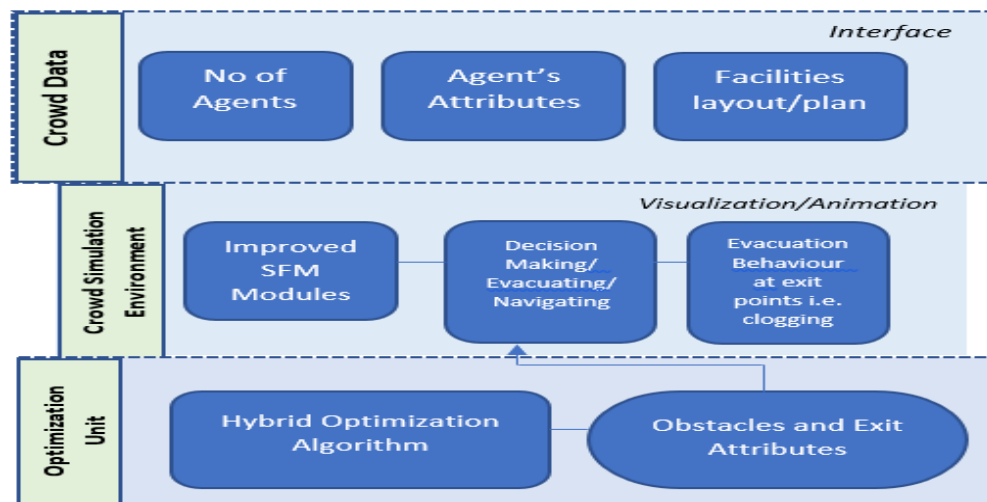 Crowd Data
Interface
No of
Agents
Agent's
Attributes
Facilities
layout/plan
Crowd Simulation
Environment
Visualization/Animation
Improved
SFM
Modules
Decision
Making/
Evacuating/
Navigating
Evacuation
Behaviour
at exit
points i.e.
clogging
Optimization
Unit
Hybrid Optimization
Algorithm
Obstacles and Exit
Attributes